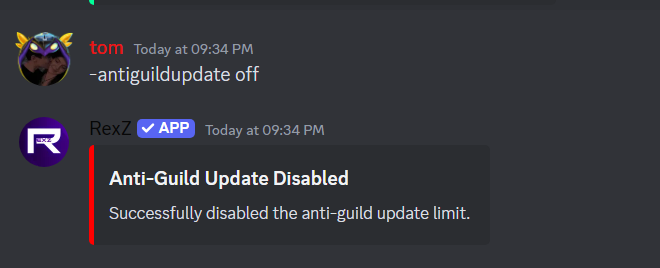 tom Today at 09:34 PM
-antiguildupdate off
R REXZ
RexZ ✓ APP Today at 09:34 PM
Anti-Guild Update Disabled
Successfully disabled the anti-guild update limit.